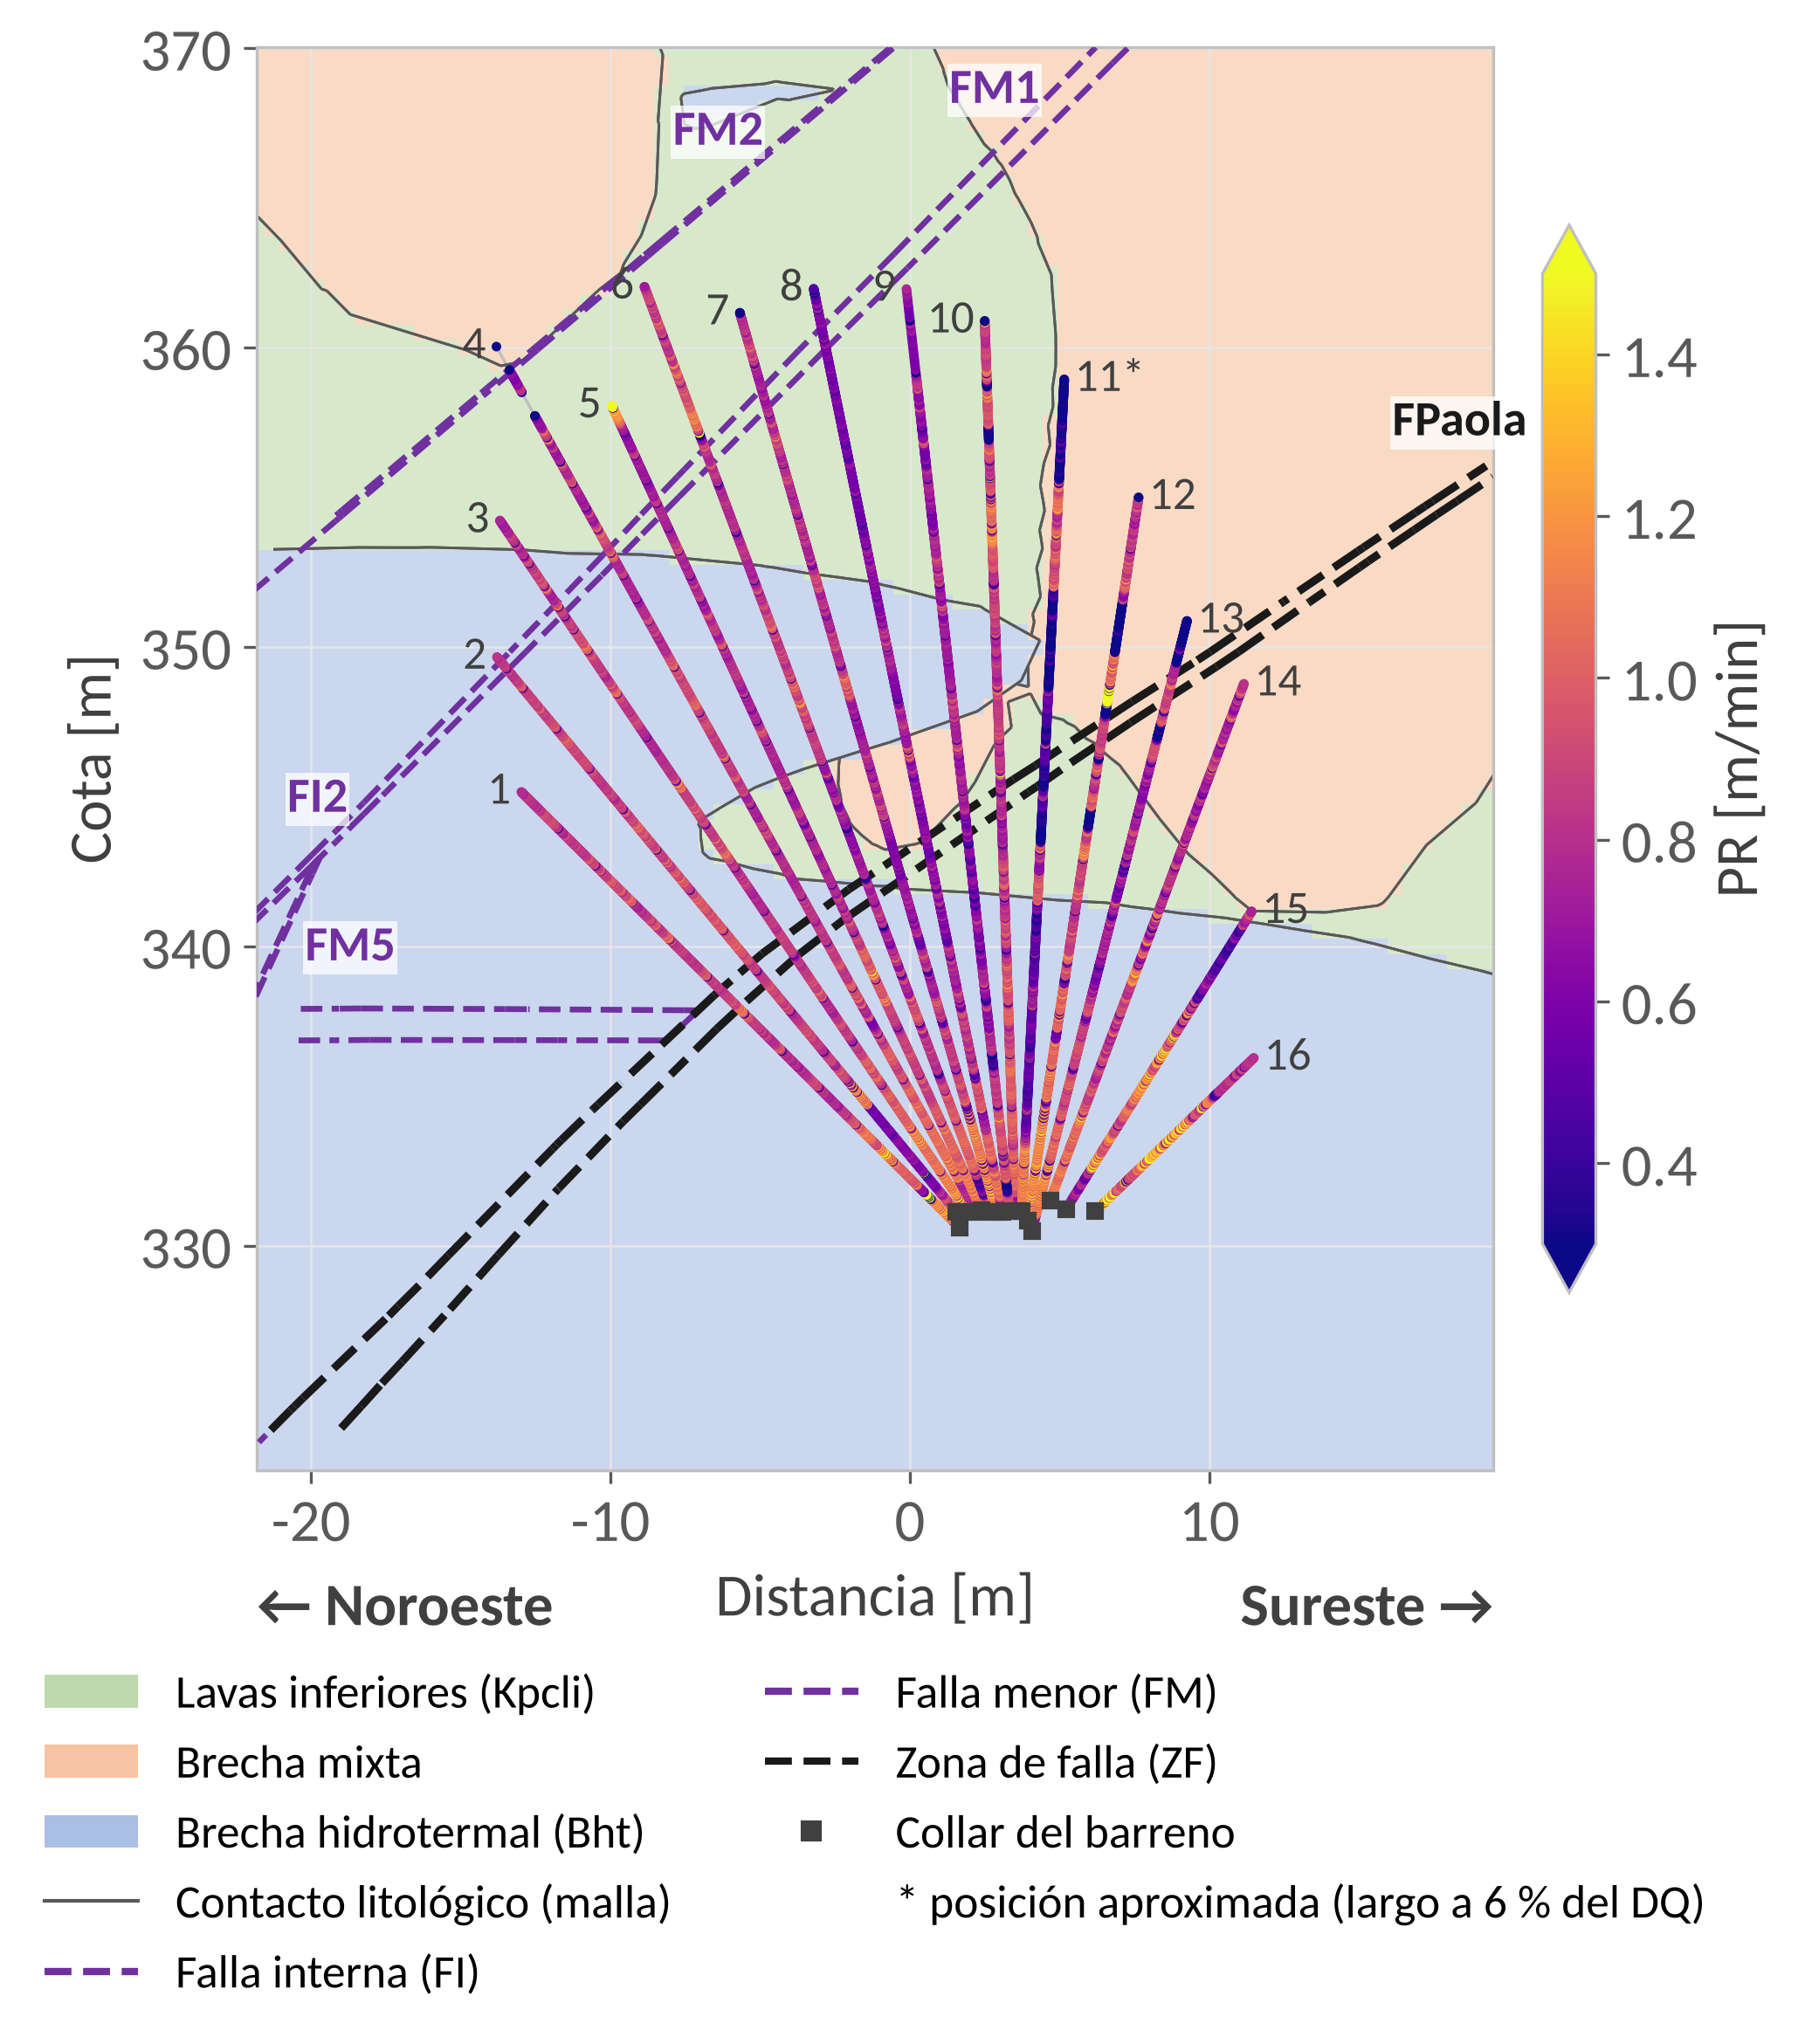 370
360
350
340
330
Cota [m]
FM1
FM2
FI2
FM5
FPaola
1
2
3
4
5
6
7
8
9
10
11*
12
13
14
15
16
1.4
1.2
1.0
0.8
0.6
0.4
PR [m/min]
-20
-10
0
10
← Noroeste
Distancia [m]
Sureste →
Lavas inferiores (Kpcli)
Brecha mixta
Brecha hidrotermal (Bht)
Contacto litológico (malla)
Falla interna (FI)
Falla menor (FM)
Zona de falla (ZF)
Collar del barreno
* posición aproximada (largo a 6 % del DQ)